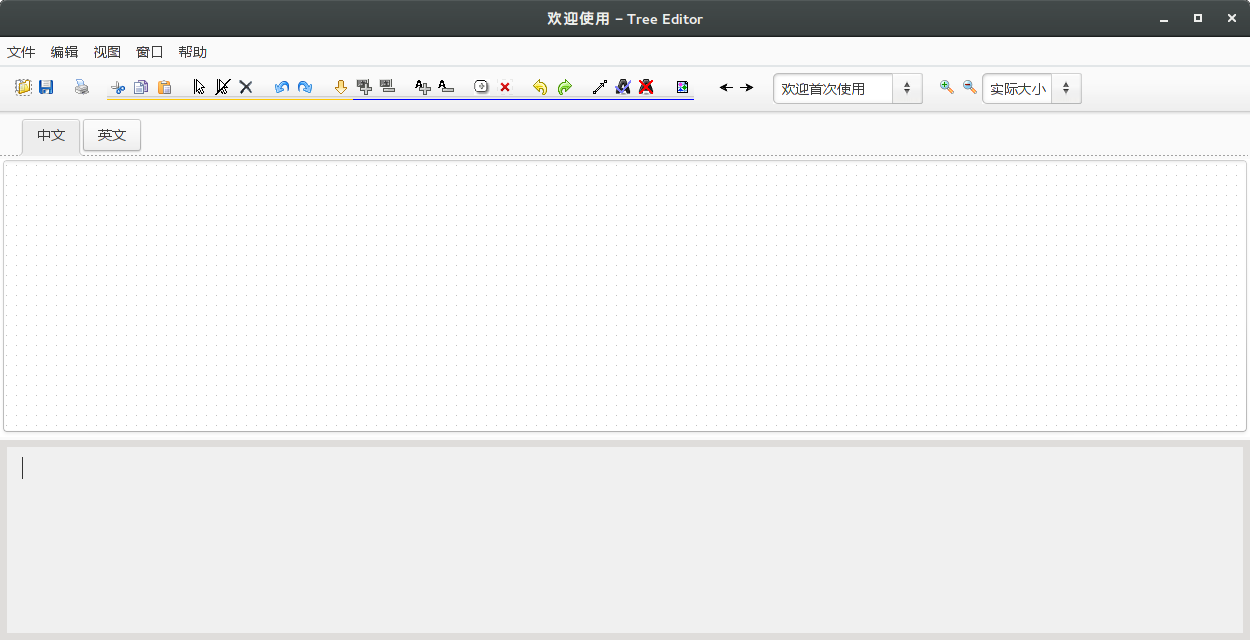 欢迎使用 – Tree Editor
文件 编辑 视图 窗口 帮助
欢迎首次使用 实际大小
中文 英文